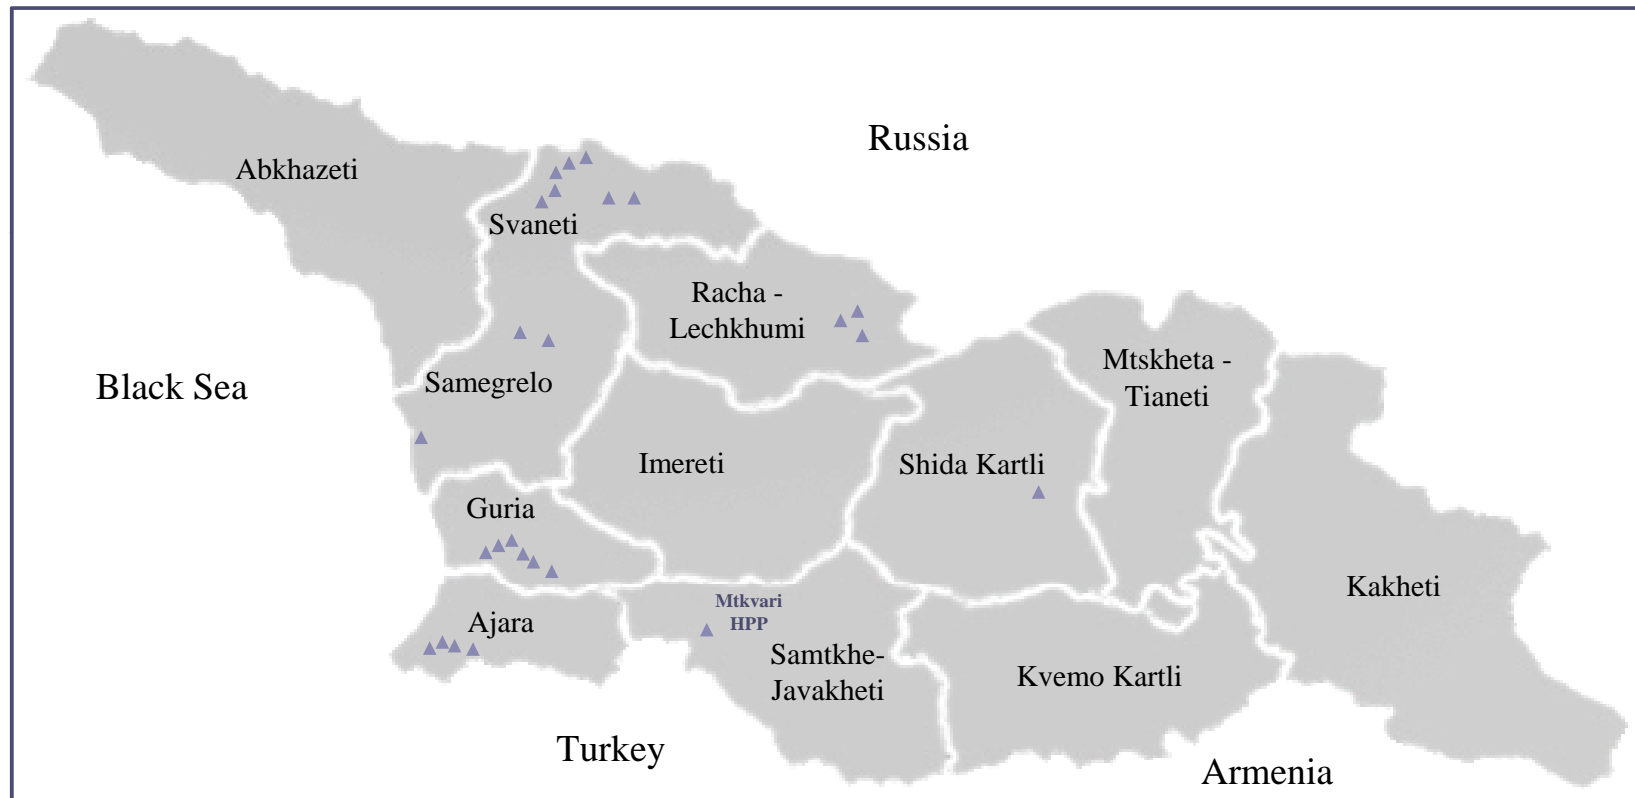 Russia
Abkhazeti
Svaneti
Racha -
Lechkhumi
Mtskheta -
Tianeti
Black Sea
Samegrelo
Imereti
Shida Kartli
Guria
Kakheti
Mtkvari
HPP
Ajara
Samtkhe-
Javakheti
Kvemo Kartli
Turkey
Armenia